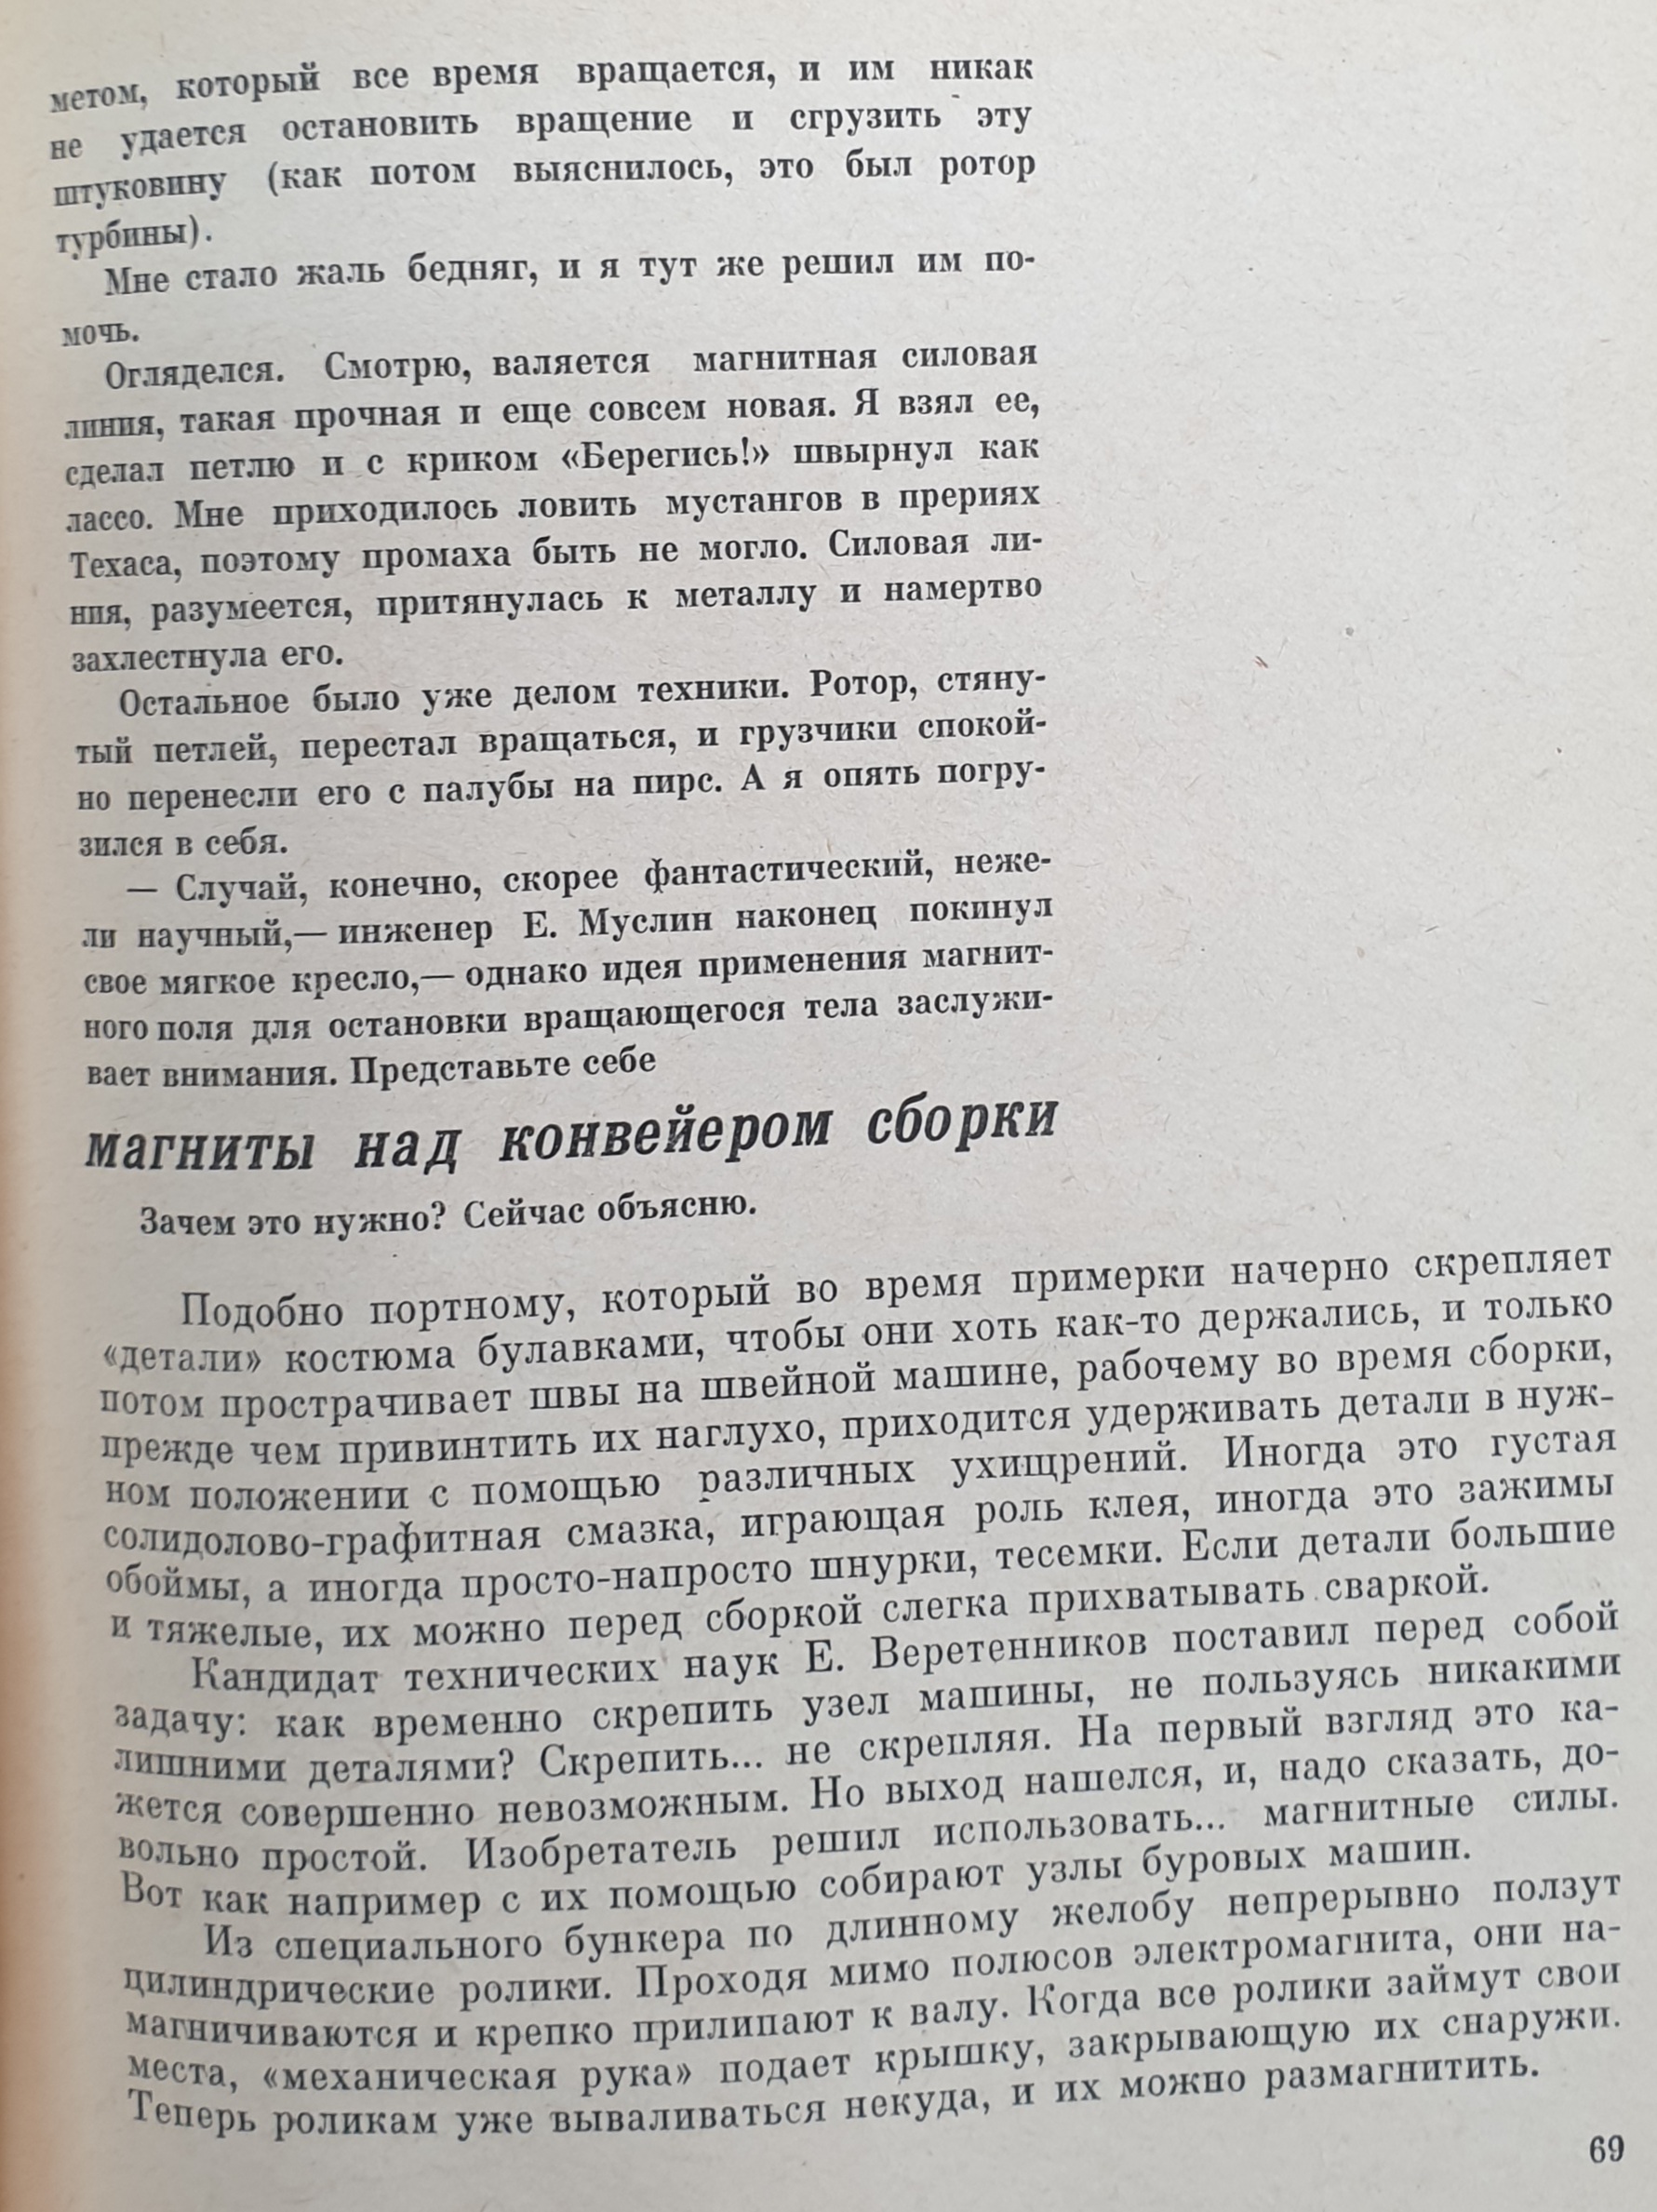 метом, который все время вращается, и им никак
не удается остановить вращение и сгрузить эту
штуковину (как потом выяснилось, это был ротор
турбины).
Мне стало жаль бедняг, и я тут же решил им по-
мочь.
Огляделся. Смотрю, валяется магнитная силовая
линия, такая прочная и еще совсем новая. Я взял ее,
сделал петлю и с криком «Берегись!» швырнул как
лассо. Мне приходилось ловить мустангов в прериях
Техаса, поэтому промаха быть не могло. Силовая ли-
ния, разумеется, притянулась к металлу и намертво
захлестнула его.
Остальное было уже делом техники. Ротор, стяну-
тый петлей, перестал вращаться, и грузчики спокой-
но перенесли его с палубы на пирс. А я опять погру-
зился в себя.
— Случай, конечно, скорее фантастический, неже-
ли научный,— инженер Е. Муслин наконец покинул
свое мягкое кресло,— однако идея применения магнит-
ного поля для остановки вращающегося тела заслужи-
вает внимания. Представьте себе
магниты над конвейером сборки
Зачем это нужно? Сейчас объясню.
Подобно портному, который во время примерки начерно скрепляет
«детали» костюма булавками, чтобы они хоть как-то держались, и только
потом прострачивает швы на швейной машине, рабочему во время сборки,
прежде чем привинтить их наглухо, приходится удерживать детали в нуж-
ном положении с помощью различных ухищрений. Иногда это густая
солидолово-графитная смазка, играющая роль клея, иногда это зажимы
обоймы, а иногда просто-напросто шнурки, тесемки. Если детали большие
и тяжелые, их можно перед сборкой слегка прихватывать сваркой.
Кандидат технических наук Е. Веретенников поставил перед собой
задачу: как временно скрепить узел машины, не пользуясь никакими
лишними деталями? Скрепить... не скрепляя. На первый взгляд это ка-
жется совершенно невозможным. Но выход нашелся, и, надо сказать, до-
вольно простой. Изобретатель решил использовать... магнитные силы.
Вот как например с их помощью собирают узлы буровых машин.
Из специального бункера по длинному желобу непрерывно ползут
цилиндрические ролики. Проходя мимо полюсов электромагнита, они на-
магничиваются и крепко прилипают к валу. Когда все ролики займут свои
места, «механическая рука» подает крышку, закрывающую их снаружи.
Теперь роликам уже вываливаться некуда, и их можно размагнитить.
69